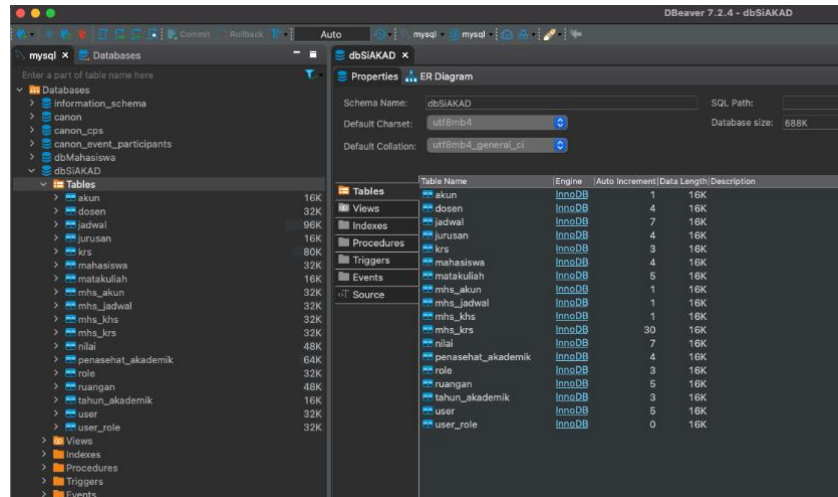 DBeaver 7.2.4 - dbSiAKAD
Commit Rollback Auto mysql mysql
mysql Databases
Enter a part of table name here
Databases
information_schema
canon
canon_cps
canon_event_participants
dbMahasiswa
dbSiAKAD
Tables
akun 16K
dosen 32K
jadwal 96K
jurusan 16K
krs 80K
mahasiswa 32K
matakuliah 16K
mhs_akun 32K
mhs_jadwal 32K
mhs_khs 32K
mhs_krs 32K
nilai 48K
penasehat_akademik 64K
role 32K
ruangan 48K
tahun_akademik 16K
user 32K
user_role 32K
Views
Indexes
Procedures
Triggers
Events
dbSiAKAD
Properties ER Diagram
Schema Name: dbSiAKAD SQL Path:
Default Charset: utf8mb4 Database size: 688K
Default Collation: utf8mb4_general_ci
Tables
Views
Indexes
Procedures
Triggers
Events
Source
Table Name Engine Auto Increment Data Length Description
akun InnoDB 1 16K
dosen InnoDB 4 16K
jadwal InnoDB 7 16K
jurusan InnoDB 4 16K
krs InnoDB 3 16K
mahasiswa InnoDB 4 16K
matakuliah InnoDB 5 16K
mhs_akun InnoDB 1 16K
mhs_jadwal InnoDB 1 16K
mhs_khs InnoDB 1 16K
mhs_krs InnoDB 30 16K
nilai InnoDB 7 16K
penasehat_akademik InnoDB 4 16K
role InnoDB 3 16K
ruangan InnoDB 5 16K
tahun_akademik InnoDB 3 16K
user InnoDB 5 16K
user_role InnoDB 0 16K